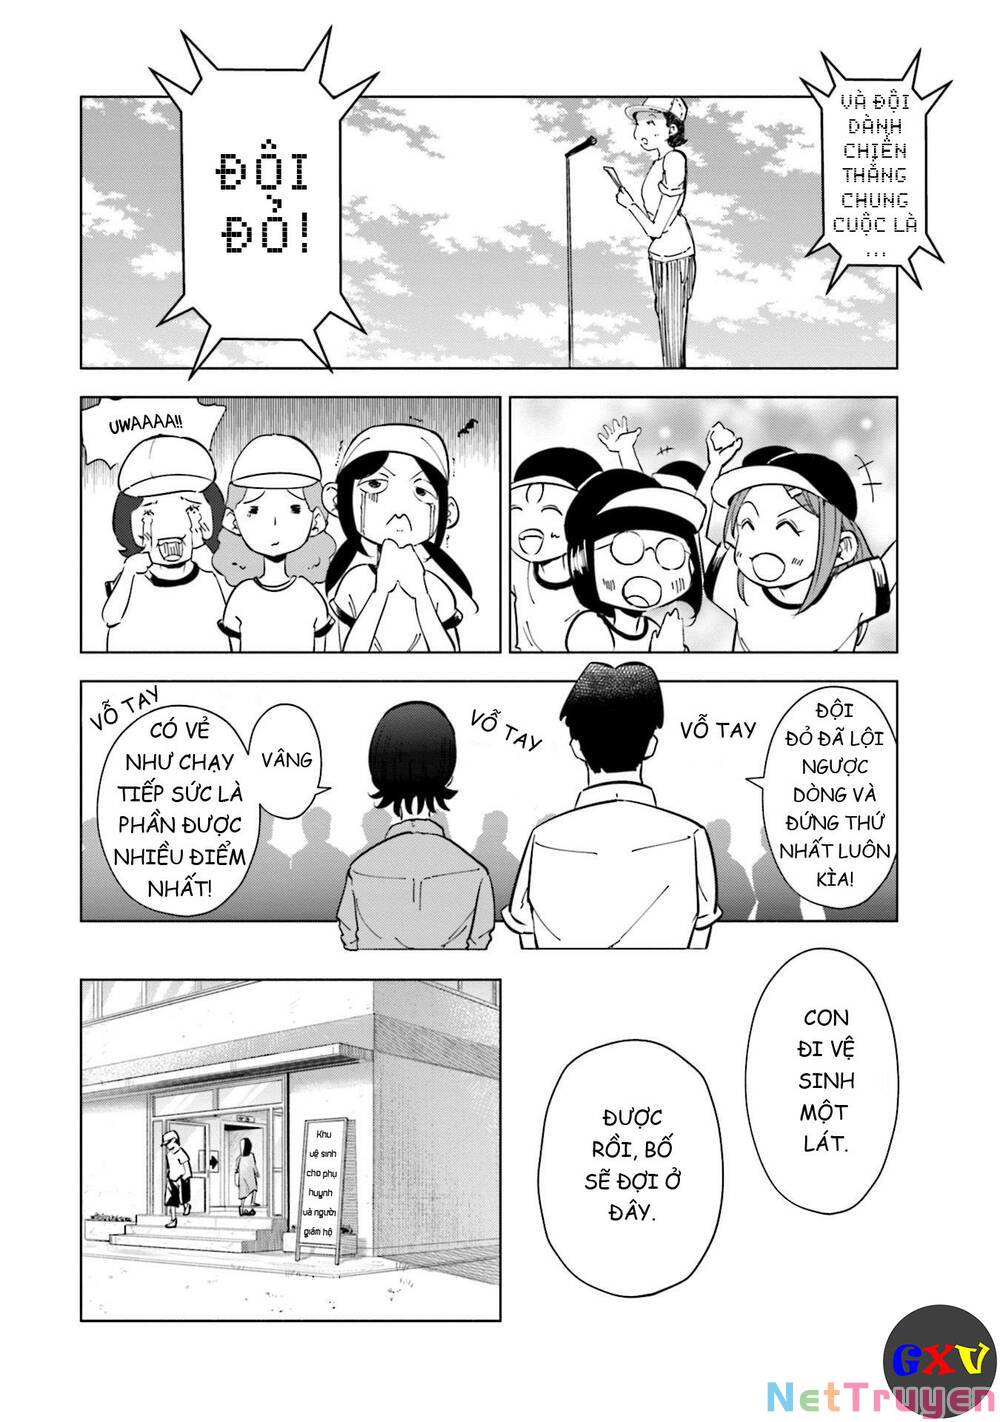 VÀ ĐỘI
DÀNH
CHIẾN
THẮNG
CHUNG
CUỘC LÀ
...
ĐỘI
ĐỎ!
UWAAAA!!
ĐỘI
ĐỎ ĐÃ LỘI
NGƯỢC
DÒNG VÀ
ĐỨNG THỨ
NHẤT LUÔN
KÌA!
VỖ TAY
VỖ TAY
VÂNG
CÓ VẺ
NHƯ CHẠY
TIẾP SỨC LÀ
PHẦN ĐƯỢC
NHIỀU ĐIỂM
NHẤT!
VỖ TAY
CON
ĐI VỆ
SINH
MỘT
LÁT.
ĐƯỢC
RỒI, BỐ
SẼ ĐỢI Ở
ĐÂY.
Khu
vệ sinh
cho phụ
huynh
và người
giám hộ
GXV
NetTruyen